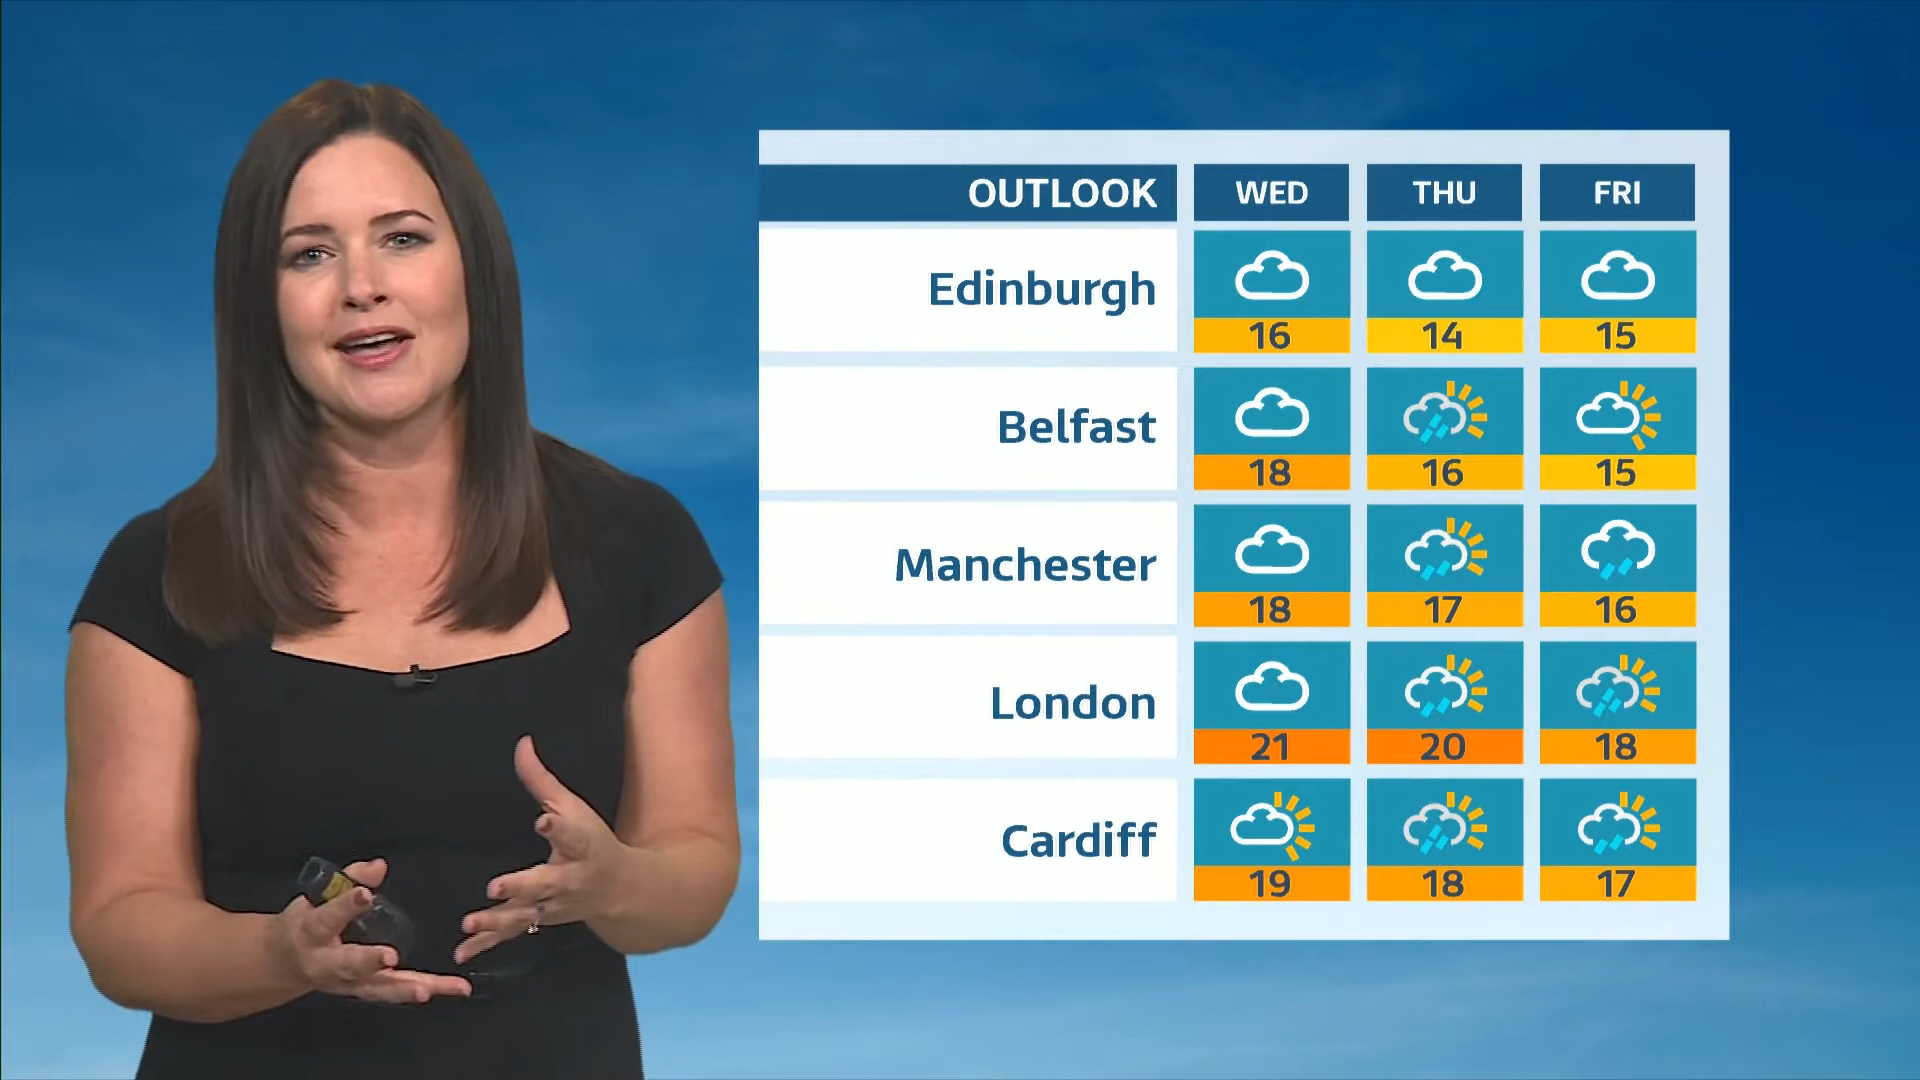 OUTLOOK WED THU FRI
Edinburgh 16 14 15
Belfast 18 16 15
Manchester 18 17 16
London 21 20 18
Cardiff 19 18 17